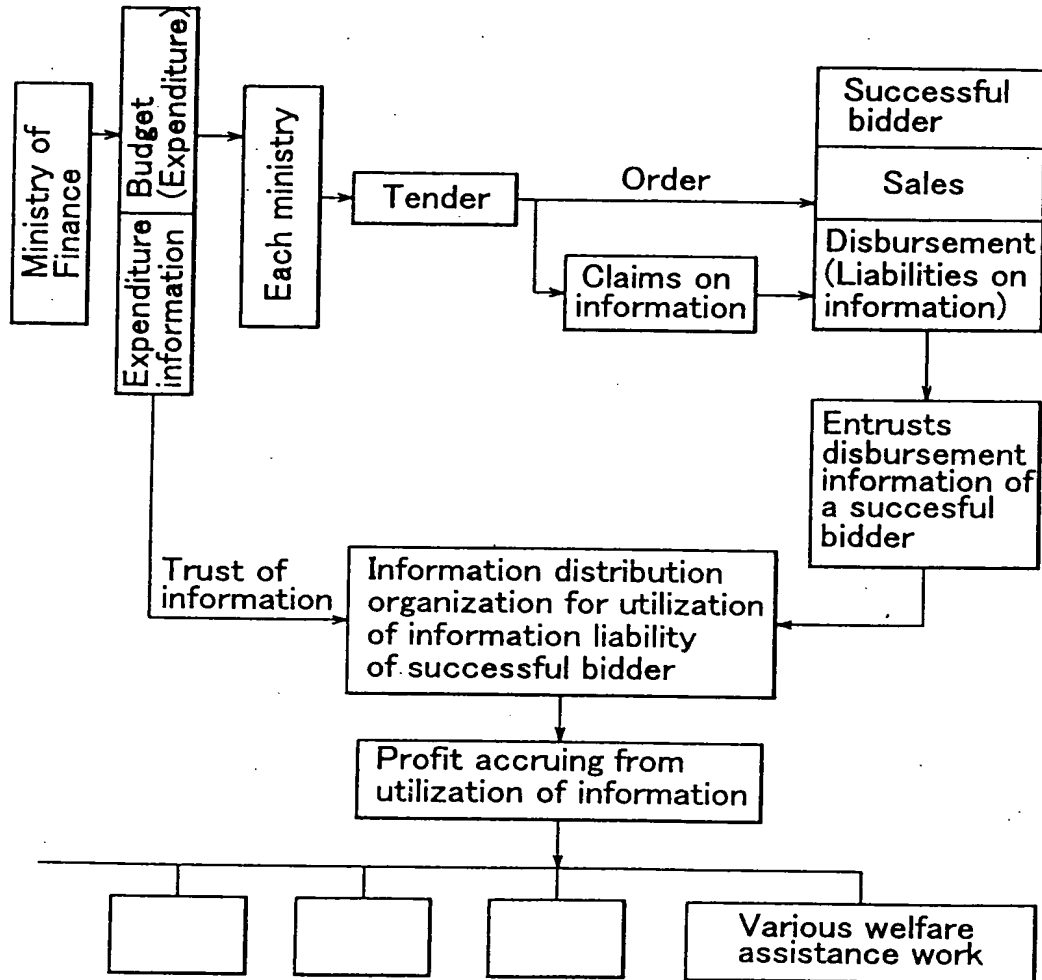 Ministry of
Finance
Budget
(Expenditure)
Expenditure
information
Each ministry
Tender
Order
Claims on
information
Successful
bidder
Sales
Disbursement
(Liabilities on
information)
Entrusts
disbursement
information of
a succesful
bidder
Trust of
information
Information distribution
organization for utilization
of information liability
of successful bidder
Profit accruing from
utilization of information
Various welfare
assistance work